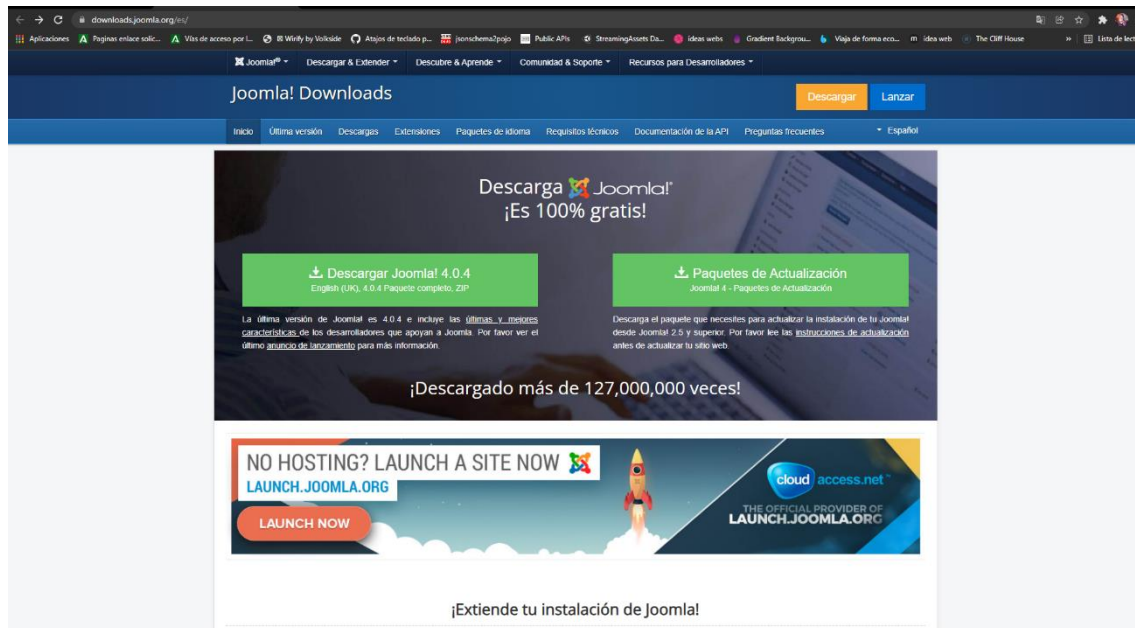 downloads.joomla.org/es/
Aplicaciones Paginas enlace solic... Vías de acceso por l... Wirify by Volkside Atajos de teclado p... jsonschema2pojo Public APIs StreamingAssets Da... ideas webs Gradient Backgrou... Viaja de forma eco... idea web The Cliff House » Lista de lect
Joomla!® Descargar & Extender Descubre & Aprende Comunidad & Soporte Recursos para Desarrolladores
Joomla! Downloads
Descargar Lanzar
Inicio Última versión Descargas Extensiones Paquetes de idioma Requisitos técnicos Documentación de la API Preguntas frecuentes Español
Descarga Joomla!®
¡Es 100% gratis!
Descargar Joomla! 4.0.4
English (UK), 4.0.4 Paquete completo, ZIP
La última versión de Joomla! es 4.0.4 e incluye las últimas y mejores
características de los desarrolladores que apoyan a Joomla. Por favor ver el
último anuncio de lanzamiento para más información.
Paquetes de Actualización
Joomla! 4 - Paquetes de Actualización
Descarga el paquete que necesites para actualizar la instalación de tu Joomla!
desde Joomla! 2.5 y superior. Por favor lee las instrucciones de actualización
antes de actualizar tu sitio web.
¡Descargado más de 127,000,000 veces!
NO HOSTING? LAUNCH A SITE NOW
LAUNCH.JOOMLA.ORG
LAUNCH NOW
cloud access.net™
THE OFFICIAL PROVIDER OF
LAUNCH.JOOMLA.ORG
¡Extiende tu instalación de Joomla!